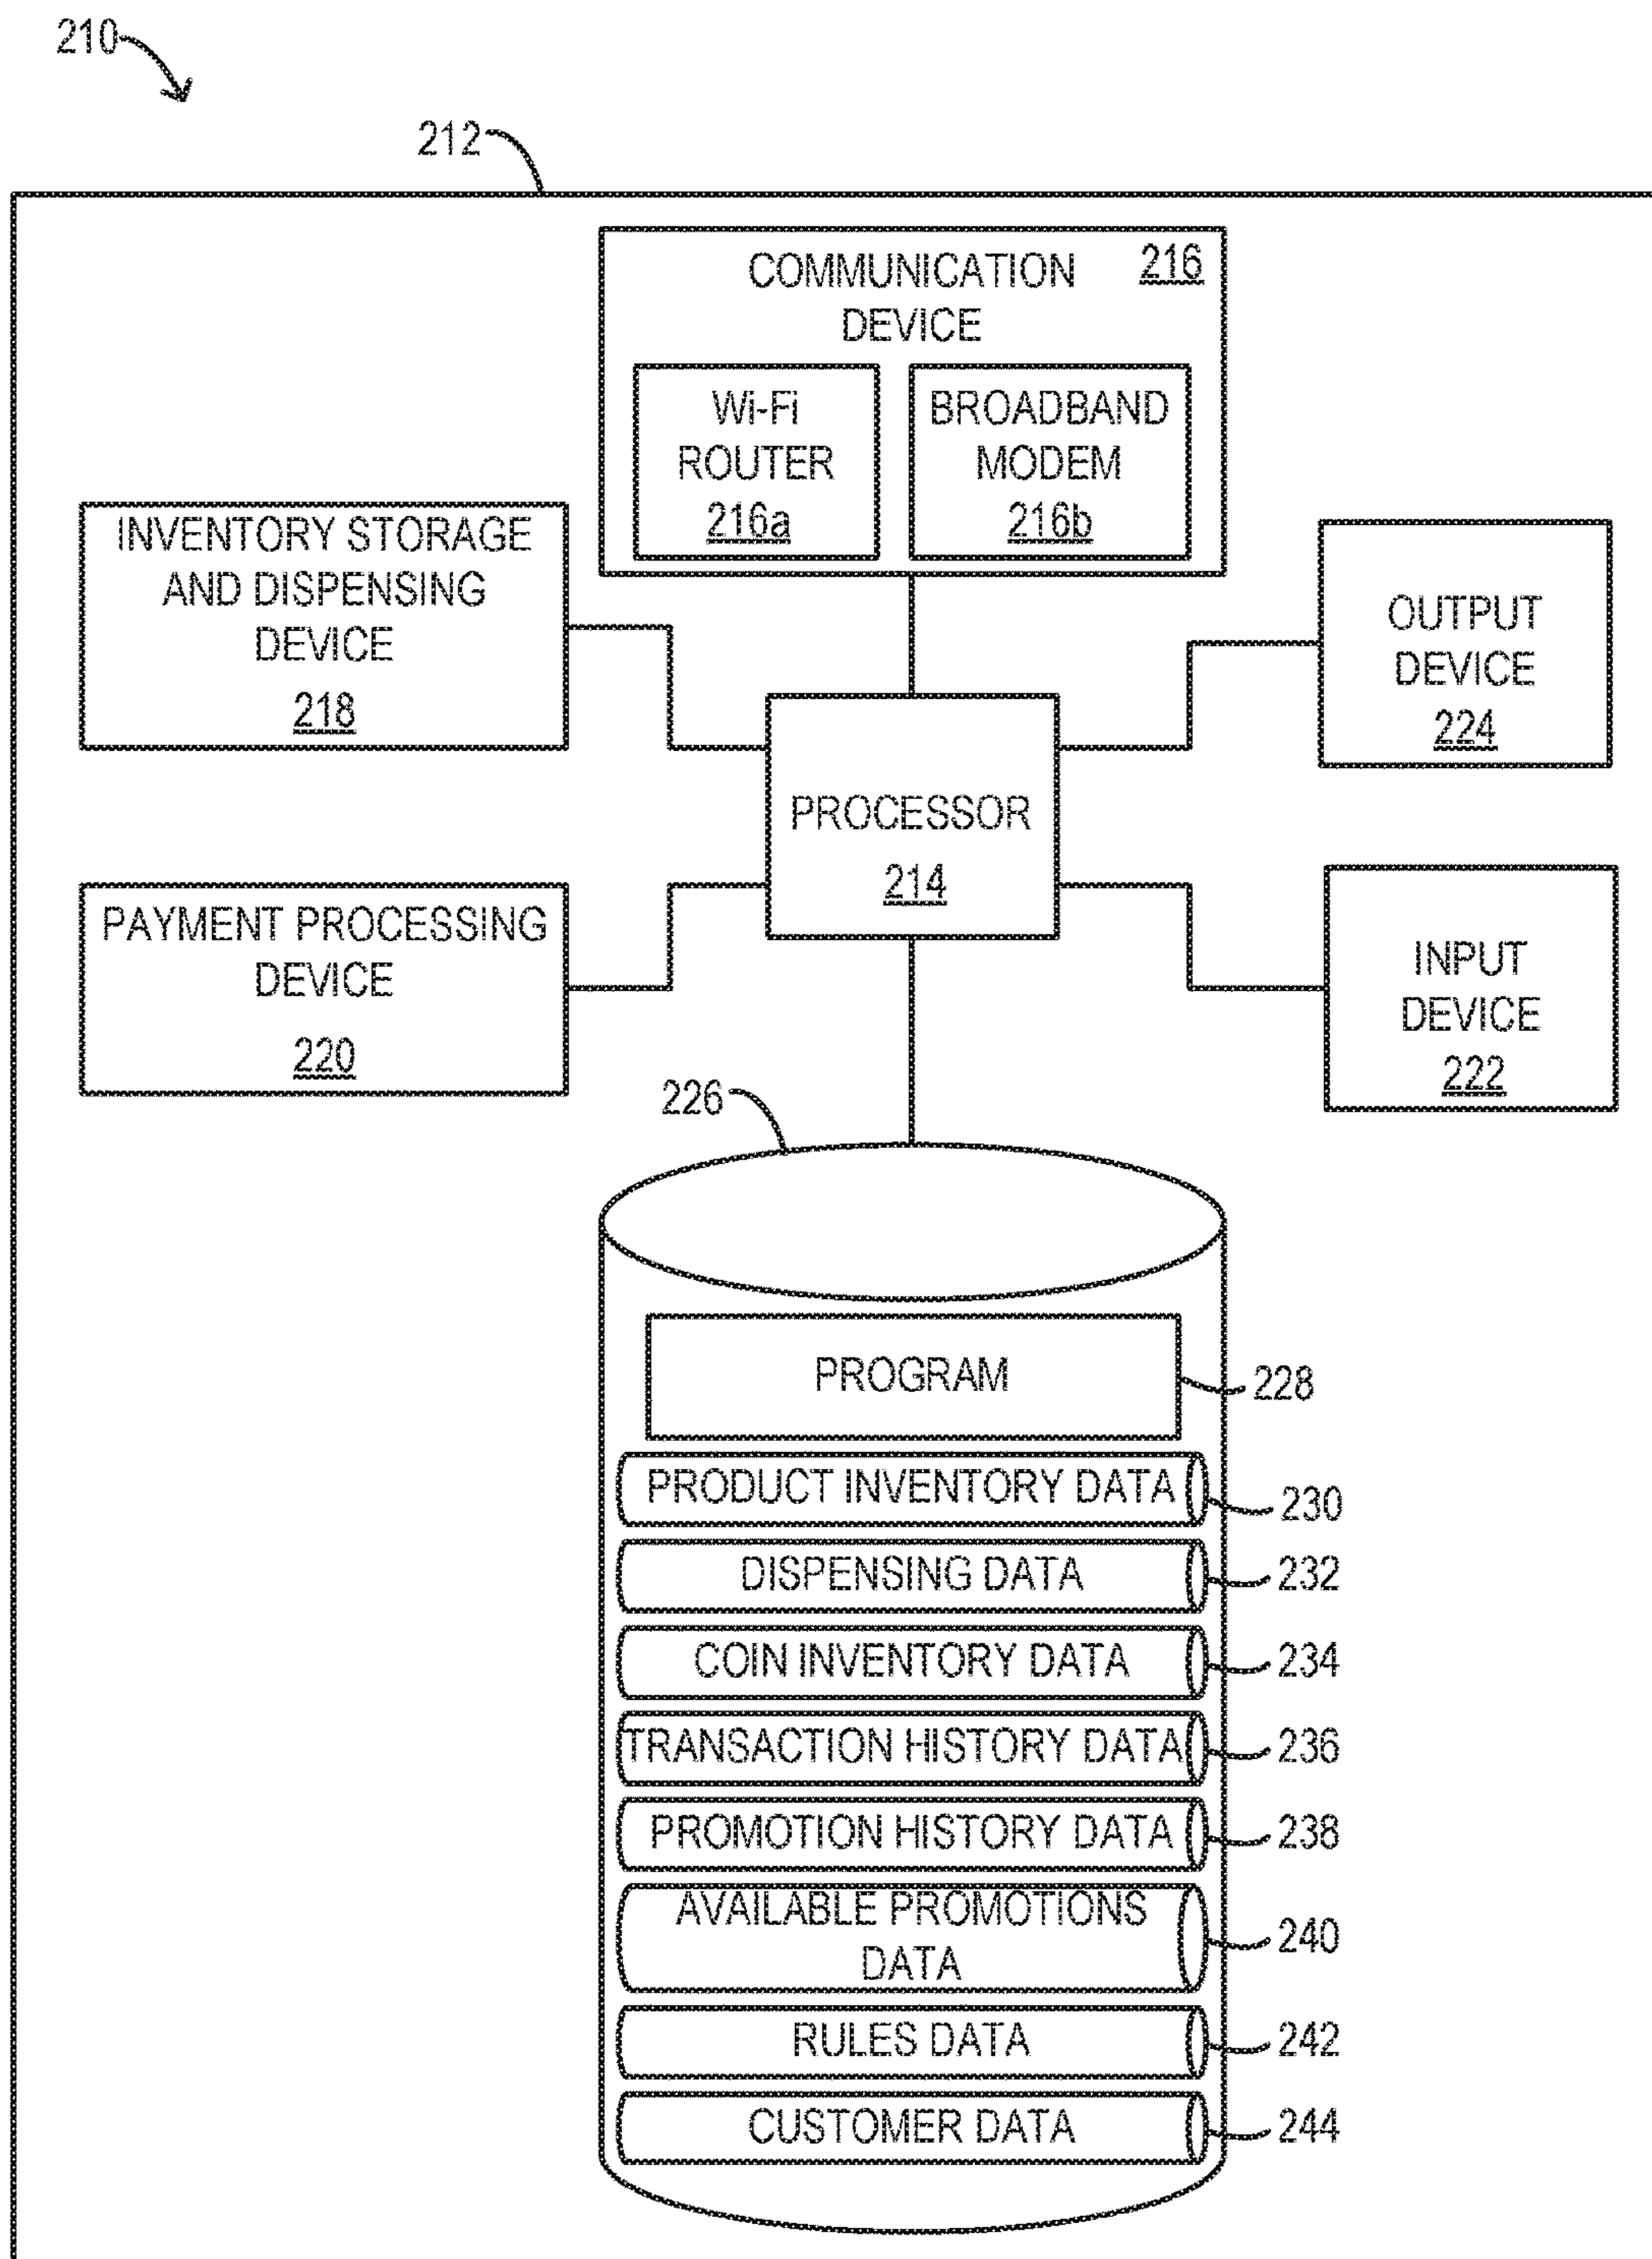 210
212
COMMUNICATION
DEVICE
216
Wi-Fi
ROUTER
216a
BROADBAND
MODEM
216b
INVENTORY STORAGE
AND DISPENSING
DEVICE
218
OUTPUT
DEVICE
224
PROCESSOR
214
PAYMENT PROCESSING
DEVICE
220
INPUT
DEVICE
222
226
PROGRAM
228
PRODUCT INVENTORY DATA
230
DISPENSING DATA
232
COIN INVENTORY DATA
234
TRANSACTION HISTORY DATA
236
PROMOTION HISTORY DATA
238
AVAILABLE PROMOTIONS
DATA
240
RULES DATA
242
CUSTOMER DATA
244